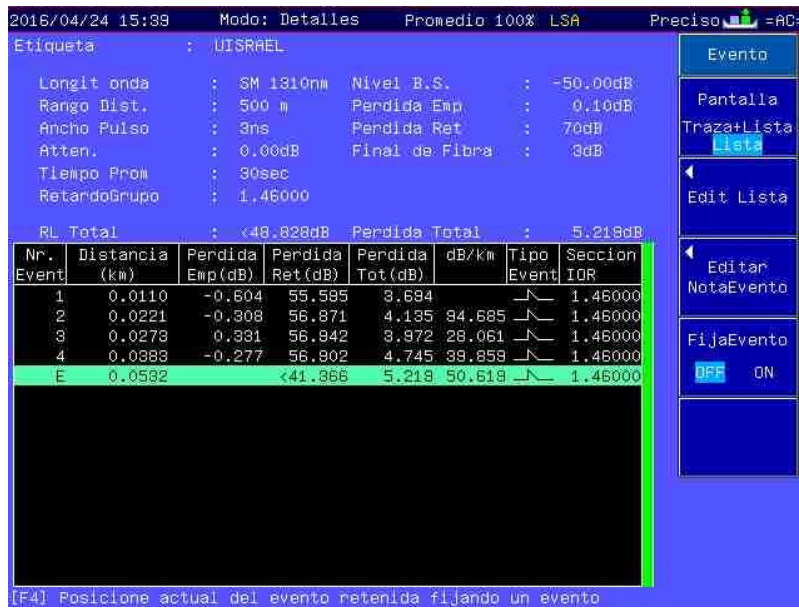 2016/04/24 15:39 Modo: Detalles Promedio 100% LSA Preciso =AC=
Etiqueta : UISRAEL
Longit onda : SM 1310nm Nivel B.S. : -50.00dB
Rango Dist. : 500 m Perdida Emp : 0.10dB
Ancho Pulso : 3ns Perdida Ret : 70dB
Atten. : 0.00dB Final de Fibra : 3dB
Tiempo Prom : 30sec
RetardoGrupo : 1.46000
RL Total : <48.828dB Perdida Total : 5.219dB
Nr. Distancia Perdida Perdida Perdida dB/km Tipo Seccion
Event (km) Emp(dB) Ret(dB) Tot(dB) Event IOR
1 0.0110 -0.604 55.595 3.694 1.46000
2 0.0221 -0.308 56.871 4.135 94.685 1.46000
3 0.0273 0.331 56.942 3.972 28.061 1.46000
4 0.0383 -0.277 56.902 4.745 39.859 1.46000
E 0.0532 <41.866 5.219 50.619 1.46000
[F4] Posicione actual del evento retenida fijando un evento
Evento
Pantalla
Traza+Lista
Lista
Edit Lista
Editar
NotaEvento
FijaEvento
OFF ON